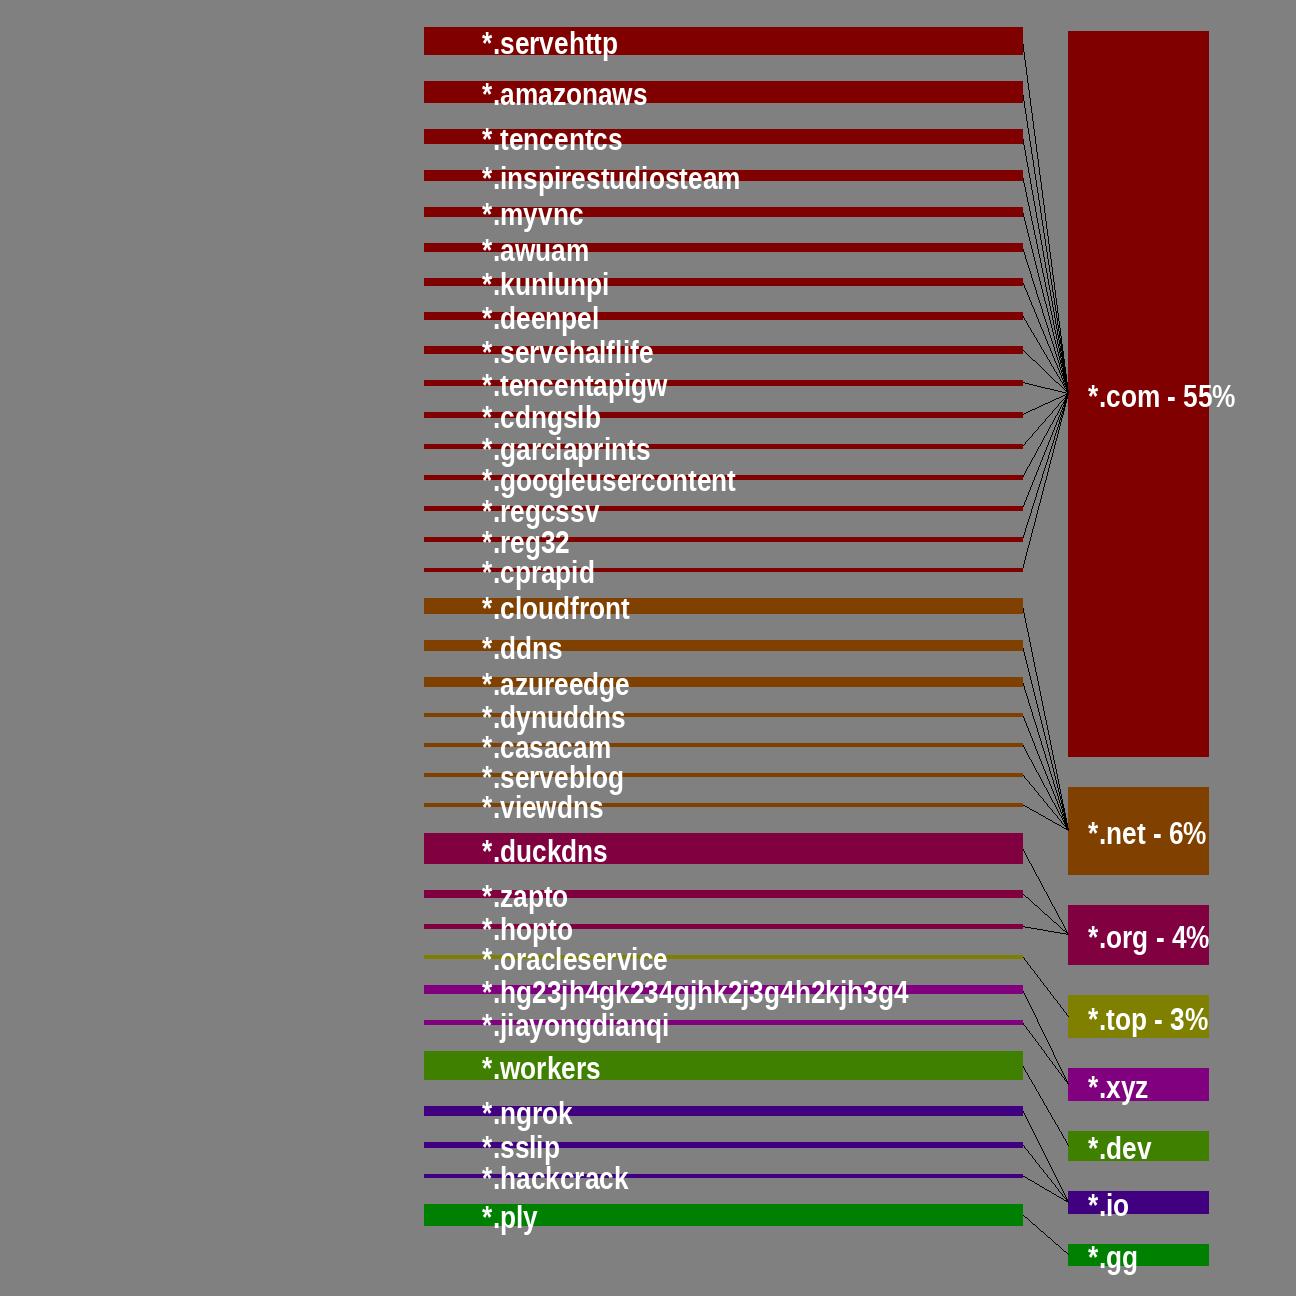 *.servehttp
*.amazonaws
*.tencentcs
*.inspirestudiosteam
*.myvnc
*.awuam
*.kunlunpi
*.deenpel
*.servehalflife
*.tencentapigw
*.com - 55%
*.cdngslb
*.garciaprints
*.googleusercontent
*.regcssv
*.reg32
*.cprapid
*.cloudfront
*.ddns
*.azureedge
*.dynuddns
*.casacam
*.serveblog
*.viewdns
*.net - 6%
*.duckdns
*.zapto
*.hopto
*.org - 4%
*.oracleservice
*.hg23jh4gk234gjhk2j3g4h2kjh3g4
*.top - 3%
*.jiayongdianqi
*.workers
*.xyz
*.ngrok
*.sslip
*.dev
*.hackcrack
*.io
*.ply
*.gg